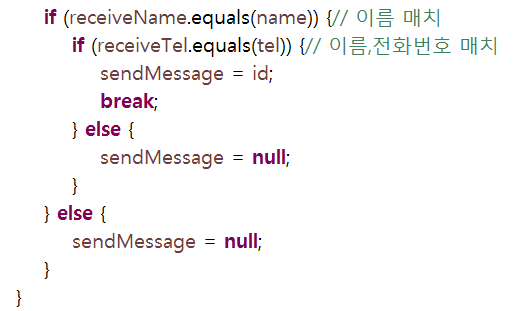 if (receiveName.equals(name)) {// 이름 매치
if (receiveTel.equals(tel)) {// 이름,전화번호 매치
sendMessage = id;
break;
} else {
sendMessage = null;
}
} else {
sendMessage = null;
}
}